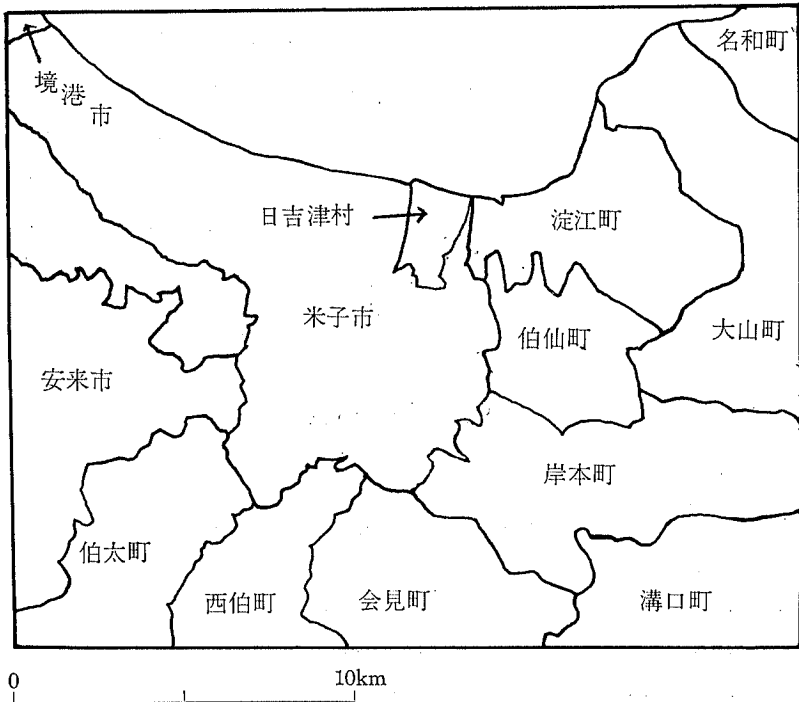 名和町
境港市
日吉津村
淀江町
米子市
伯仙町
大山町
安来市
岸本町
伯太町
西伯町
会見町
溝口町
0
10km